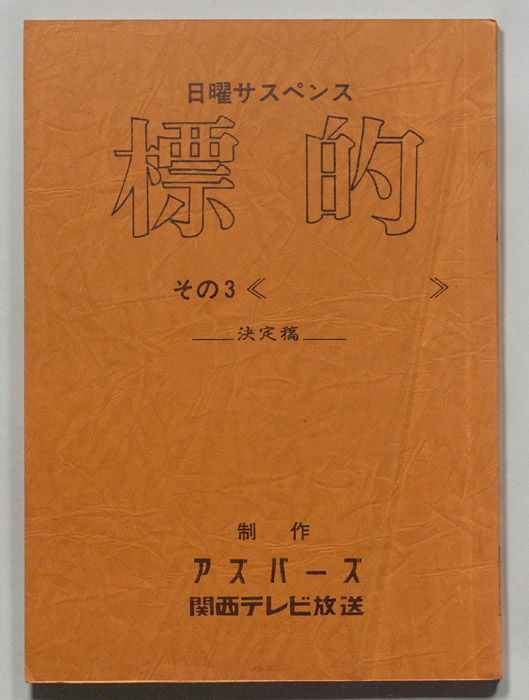 日曜サスペンス
標的
その3《 》
決定稿
制作
アズバーズ
関西テレビ放送